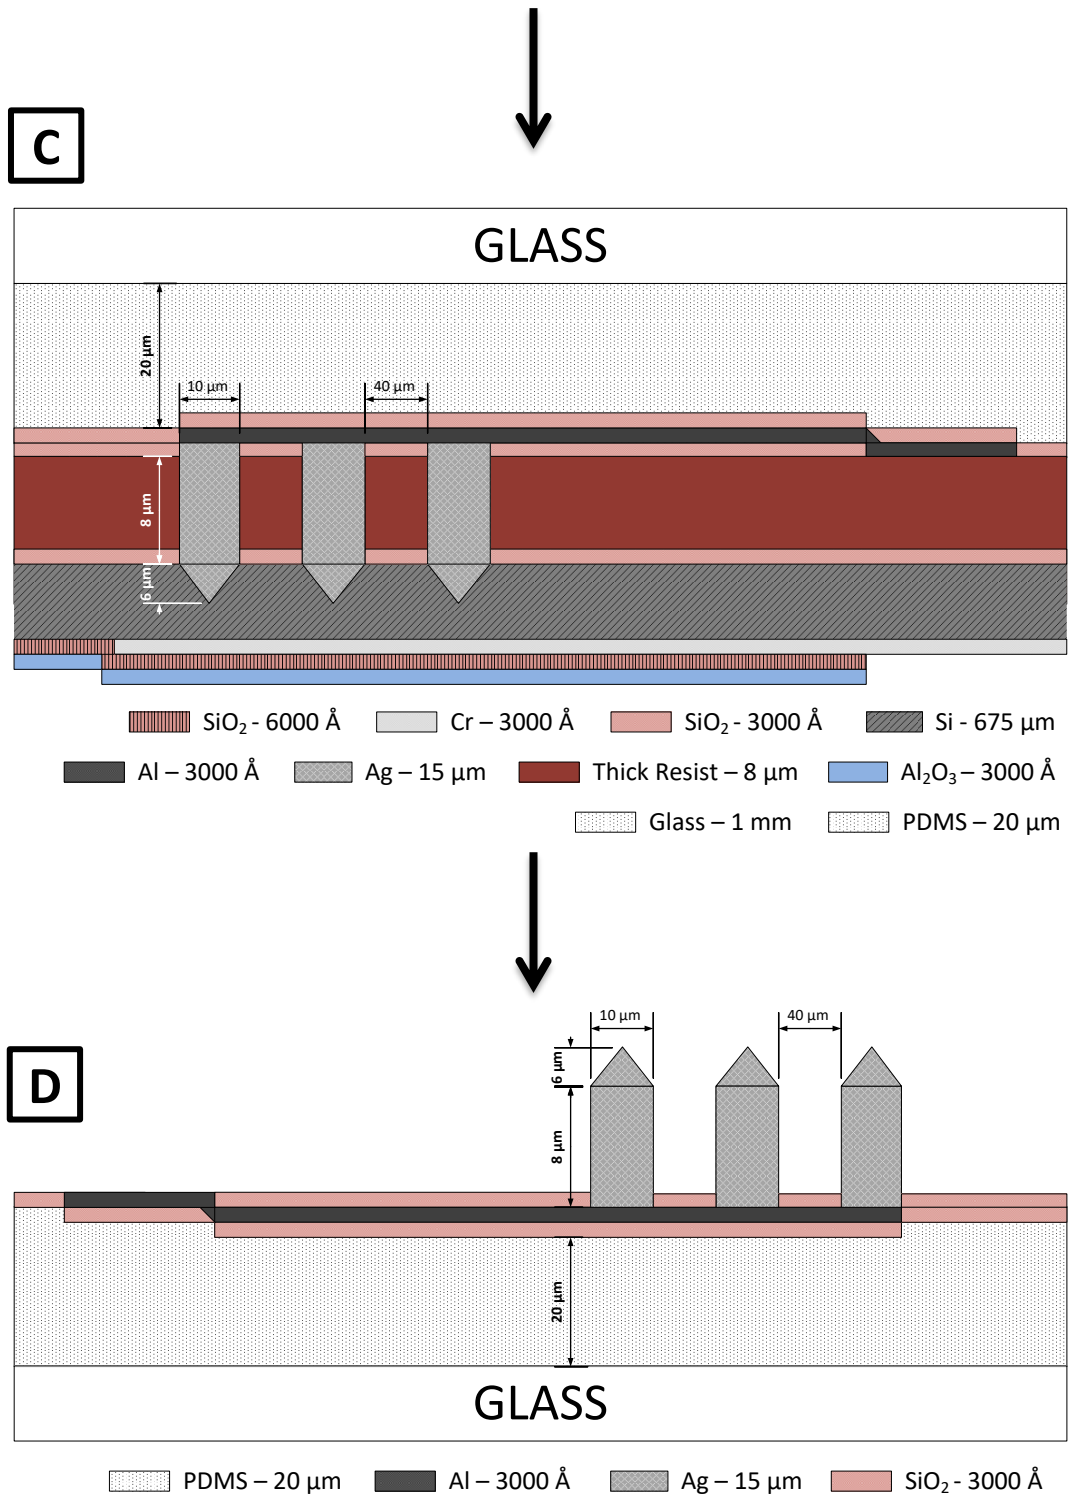 C
GLASS
20 µm
10 µm
40 µm
8 µm
6 µm
SiO₂ - 6000 Å
Cr – 3000 Å
SiO₂ - 3000 Å
Si - 675 µm
Al – 3000 Å
Ag – 15 µm
Thick Resist – 8 µm
Al₂O₃ – 3000 Å
Glass – 1 mm
PDMS – 20 µm
D
10 µm
40 µm
6 µm
8 µm
20 µm
GLASS
PDMS – 20 µm
Al – 3000 Å
Ag – 15 µm
SiO₂ - 3000 Å